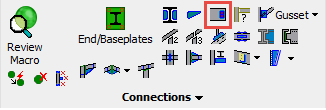 Review
Macro
End/Baseplates
Gusset
Connections